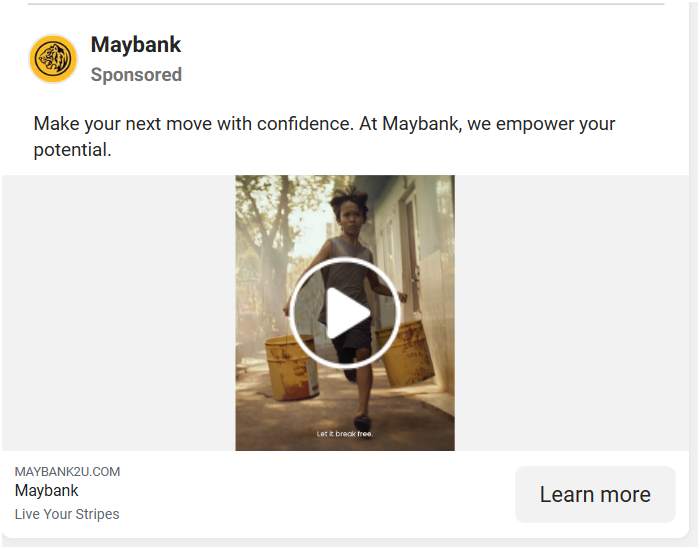 Maybank
Sponsored
Make your next move with confidence. At Maybank, we empower your
potential.
Let it break free.
MAYBANK2U.COM
Maybank
Live Your Stripes
Learn more